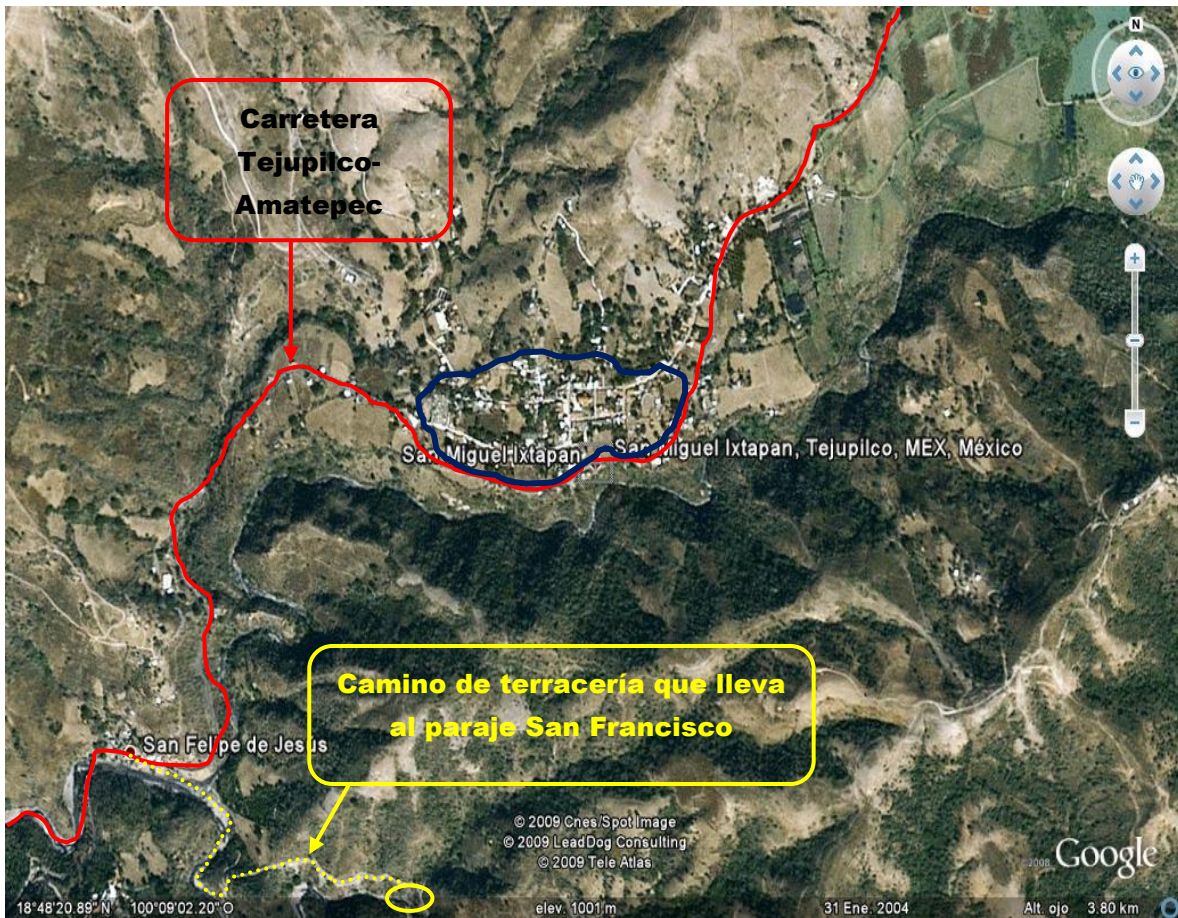 N
Carretera
Tejupilco-
Amatepec
San Miguel Ixtapan
San Miguel Ixtapan, Tejupilco, MEX, México
Camino de terracería que lleva
al paraje San Francisco
San Felipe de Jesus
© 2009 Cnes/Spot Image
© 2009 LeadDog Consulting
© 2009 Tele Atlas
©2008 Google
18°48'20.89" N 100°09'02.20" O elev. 1001 m 31 Ene. 2004 Alt. ojo 3.80 km